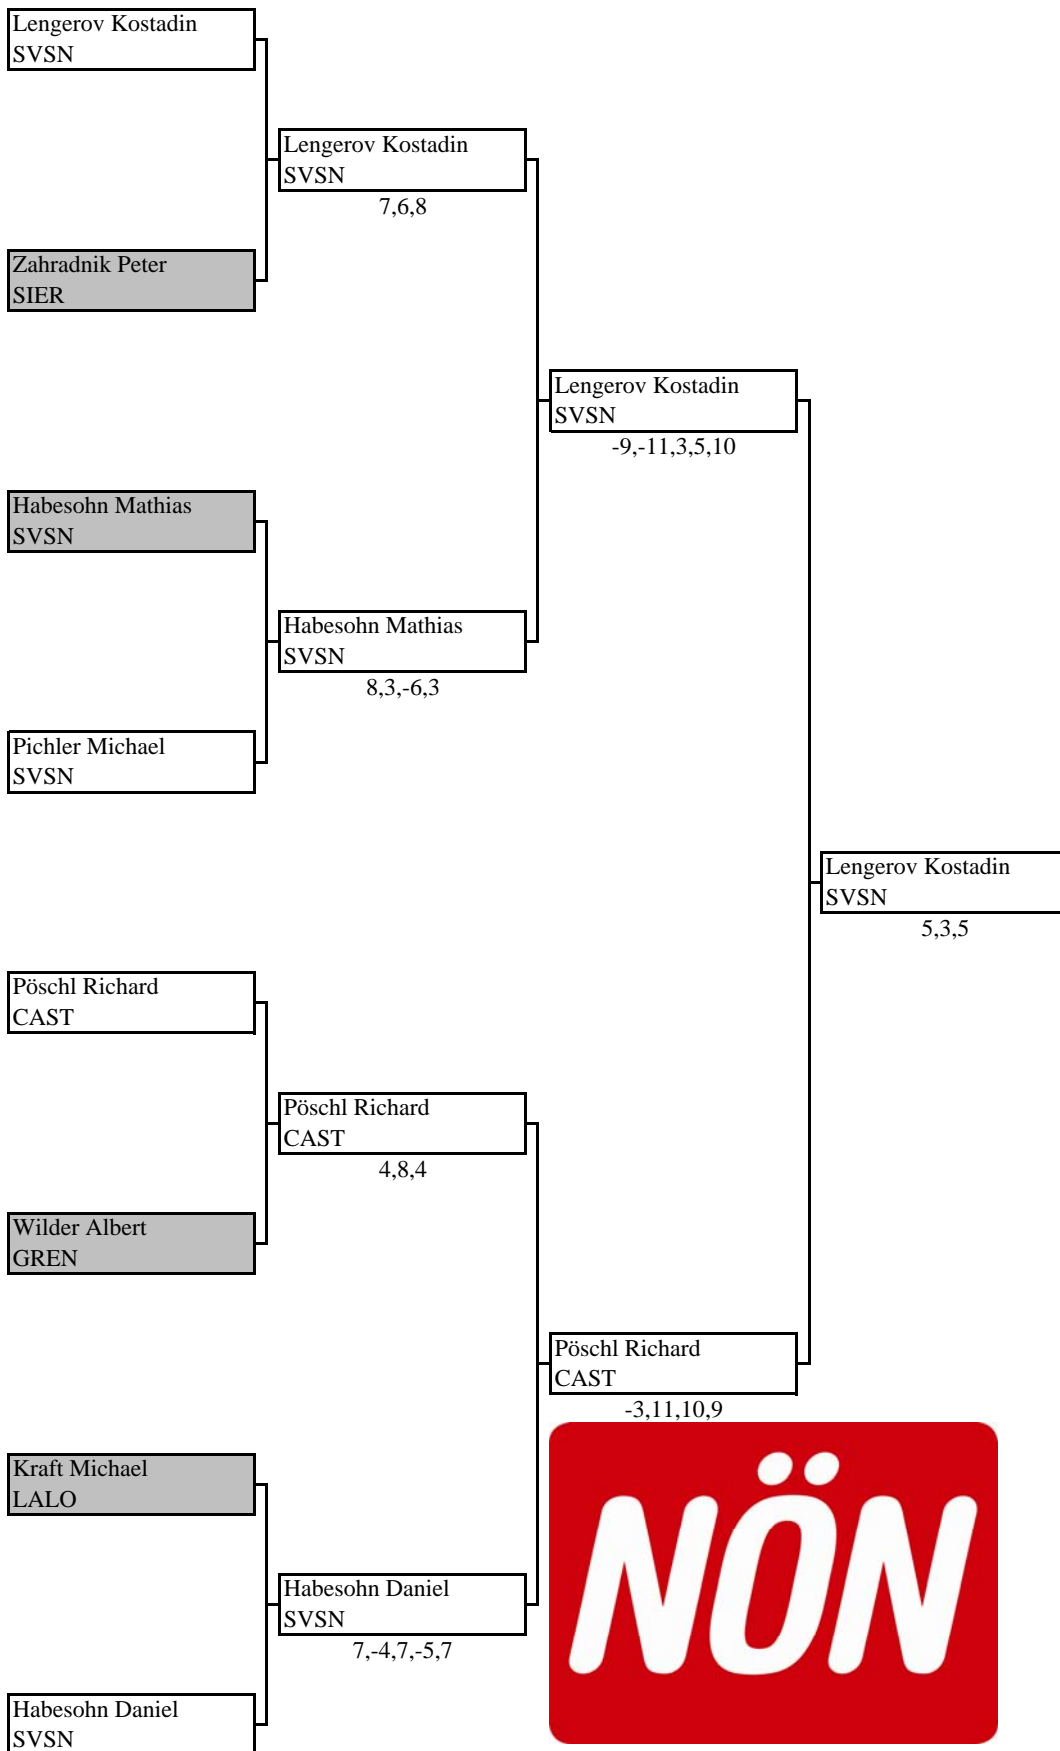 Lengerov Kostadin
SVSN
Lengerov Kostadin
SVSN
7,6,8
Zahradnik Peter
SIER
Lengerov Kostadin
SVSN
-9,-11,3,5,10
Habesohn Mathias
SVSN
Habesohn Mathias
SVSN
8,3,-6,3
Pichler Michael
SVSN
Lengerov Kostadin
SVSN
5,3,5
Pöschl Richard
CAST
Pöschl Richard
CAST
4,8,4
Wilder Albert
GREN
Pöschl Richard
CAST
-3,11,10,9
Kraft Michael
LALO
Habesohn Daniel
SVSN
7,-4,7,-5,7
NÖN
Habesohn Daniel
SVSN